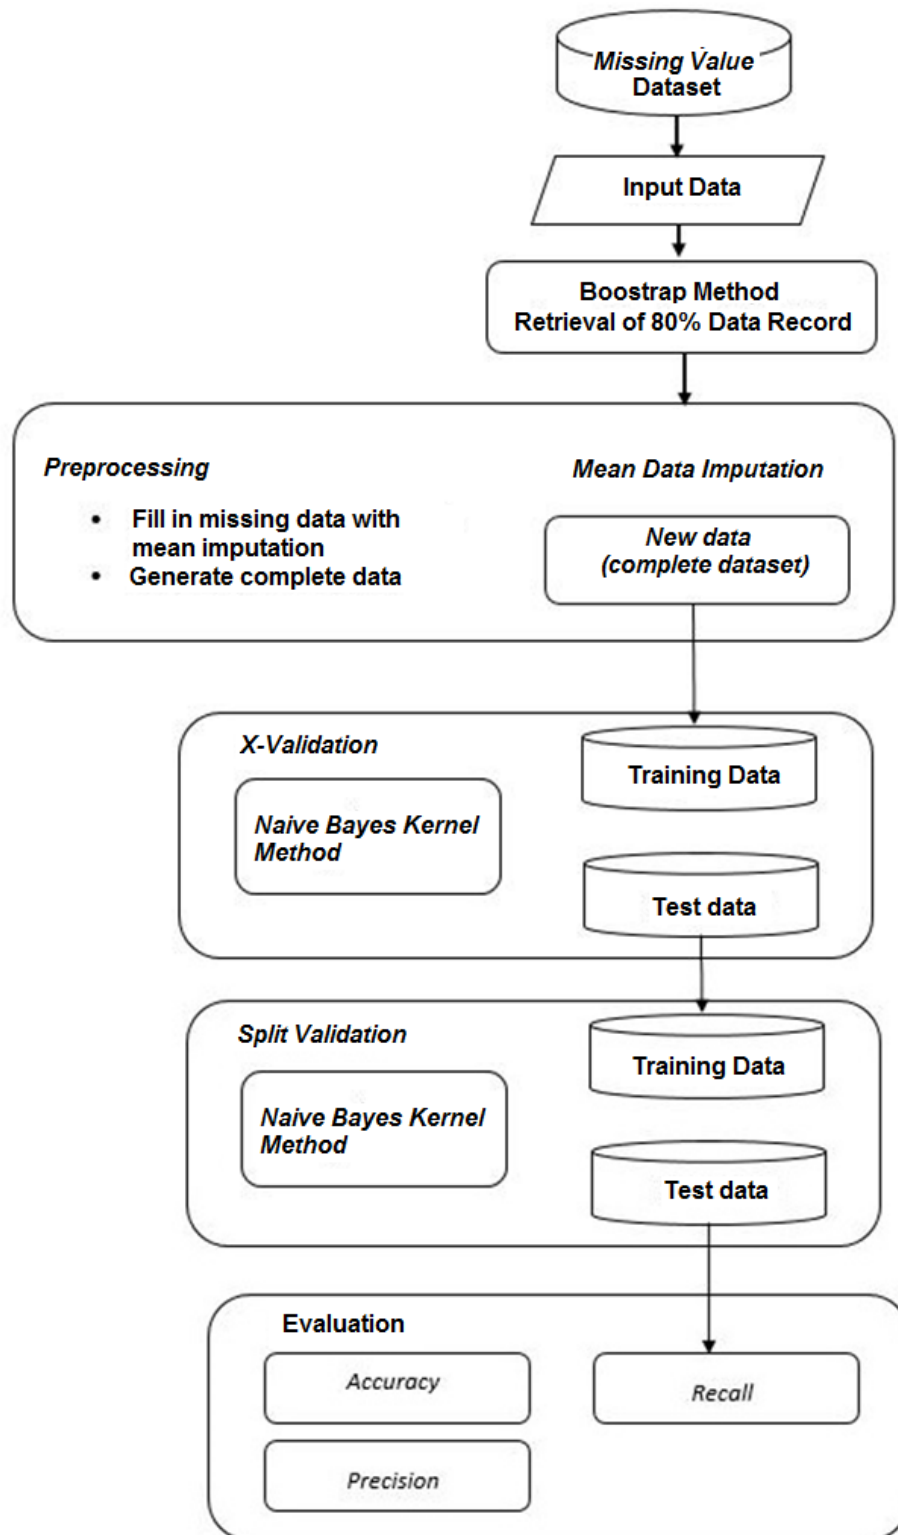 Missing Value
Dataset
Input Data
Boostrap Method
Retrieval of 80% Data Record
Preprocessing
• Fill in missing data with
mean imputation
• Generate complete data
Mean Data Imputation
New data
(complete dataset)
X-Validation
Naive Bayes Kernel
Method
Training Data
Test data
Split Validation
Naive Bayes Kernel
Method
Training Data
Test data
Evaluation
Accuracy
Recall
Precision